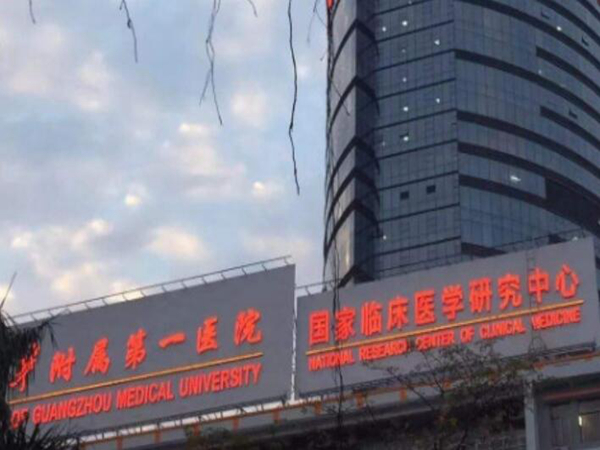 附属第一医院
OF GUANGZHOU MEDICAL UNIVERSITY
国家临床医学研究中心
NATIONAL RESEARCH CENTER OF CLINICAL MEDICINE